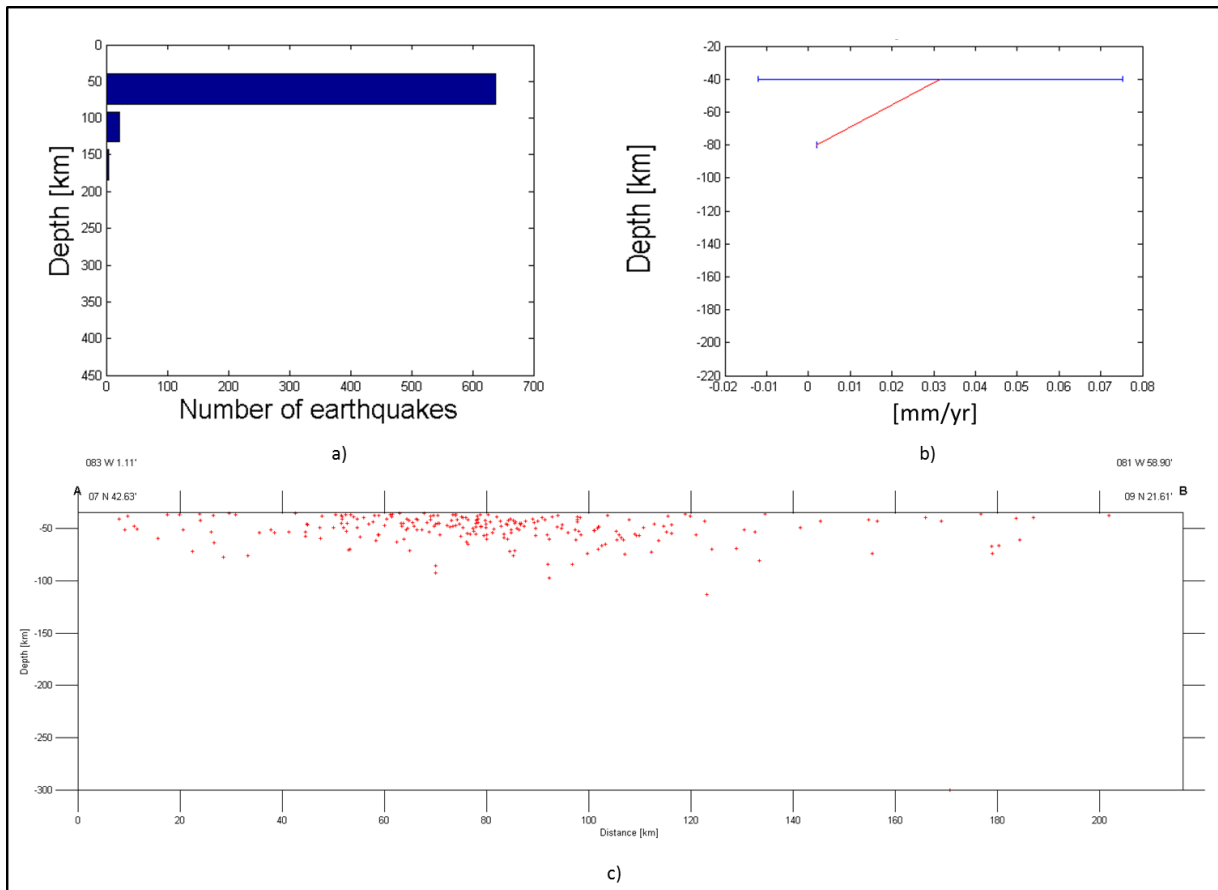 0
50
100
150
200
250
300
350
400
450
0 100 200 300 400 500 600 700
Depth [km]
Number of earthquakes
a)
-20
-40
-60
-80
-100
-120
-140
-160
-180
-200
-220
-0.02 -0.01 0 0.01 0.02 0.03 0.04 0.05 0.06 0.07 0.08
Depth [km]
[mm/yr]
b)
083 W 1.11' 081 W 58.90'
A 07 N 42.63' 09 N 21.61' B
-50
-100
-150
-200
-250
-300
Depth [km]
0 20 40 60 80 100 120 140 160 180 200
Distance [km]
c)